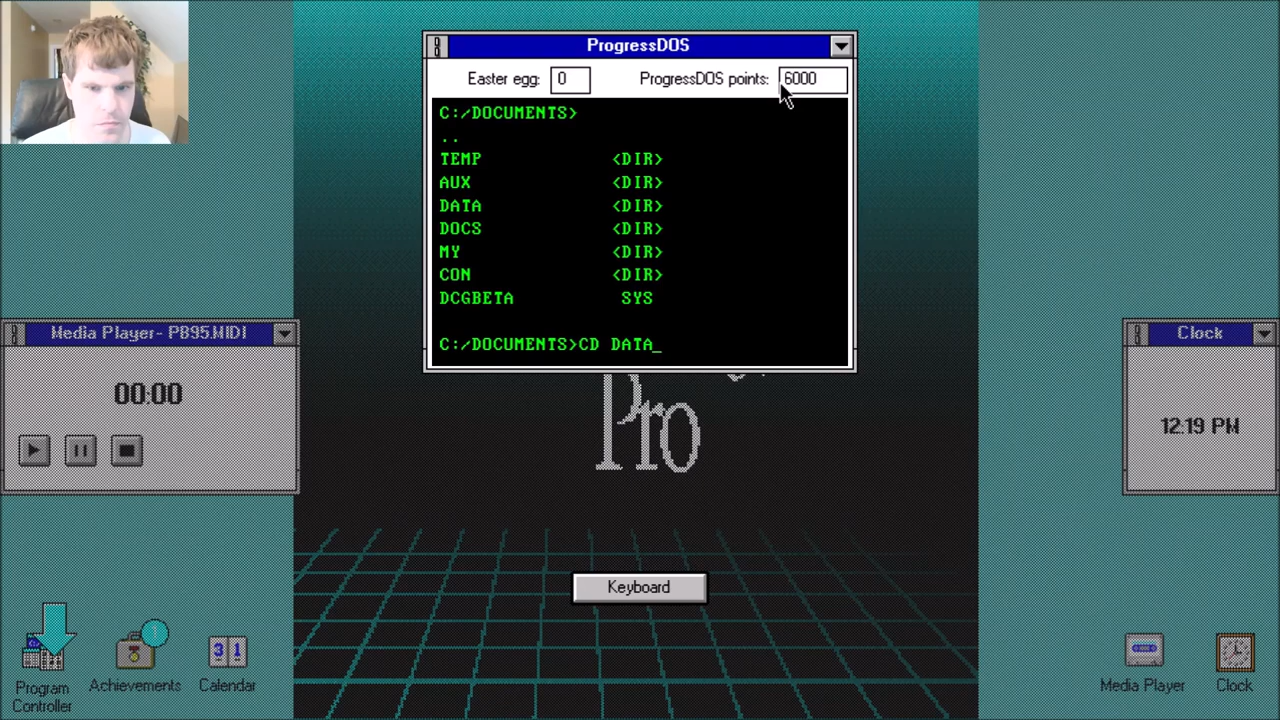 ProgressDOS
Easter egg: 0 ProgressDOS points: 6000
C:/DOCUMENTS>
..
TEMP <DIR>
AUX <DIR>
DATA <DIR>
DOCS <DIR>
MY <DIR>
CON <DIR>
DCGBETA SYS
C:/DOCUMENTS>CD DATA_
Media Player- PB95.MIDI
00:00
Clock
12:19 PM
Pro
Keyboard
Program
Controller
Achievements
31
Calendar
Media Player
Clock